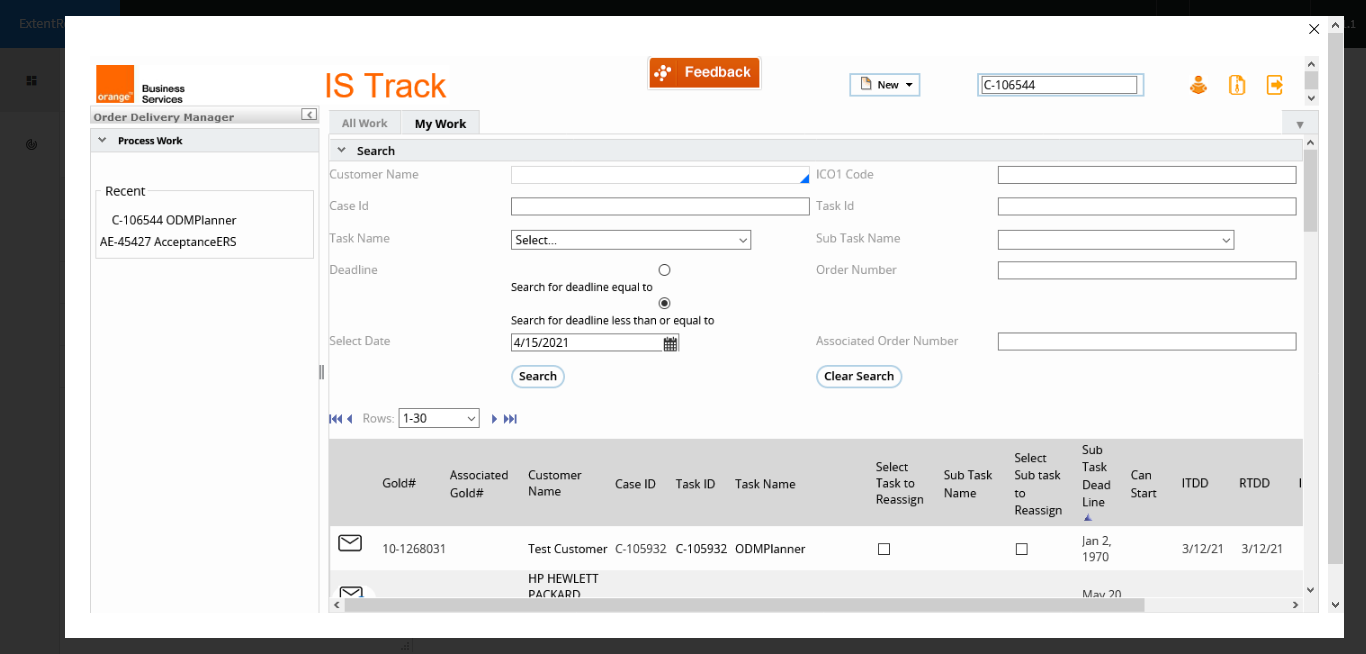 ExtentR
.1
orange™
Business
Services
IS Track
Feedback
New
C-106544
Order Delivery Manager
Process Work
Recent
C-106544 ODMPlanner
AE-45427 AcceptanceERS
All Work
My Work
Search
Customer Name
ICO1 Code
Case Id
Task Id
Task Name
Select...
Sub Task Name
Deadline
Search for deadline equal to
Search for deadline less than or equal to
Order Number
Select Date
4/15/2021
Associated Order Number
Search
Clear Search
Rows: 1-30
Gold# Associated Gold# Customer Name Case ID Task ID Task Name Select Task to Reassign Sub Task Name Select Sub task to Reassign Sub Task Dead Line Can Start ITDD RTDD
10-1268031 Test Customer C-105932 C-105932 ODMPlanner Jan 2, 1970 3/12/21 3/12/21
HP HEWLETT
PACKARD May 20